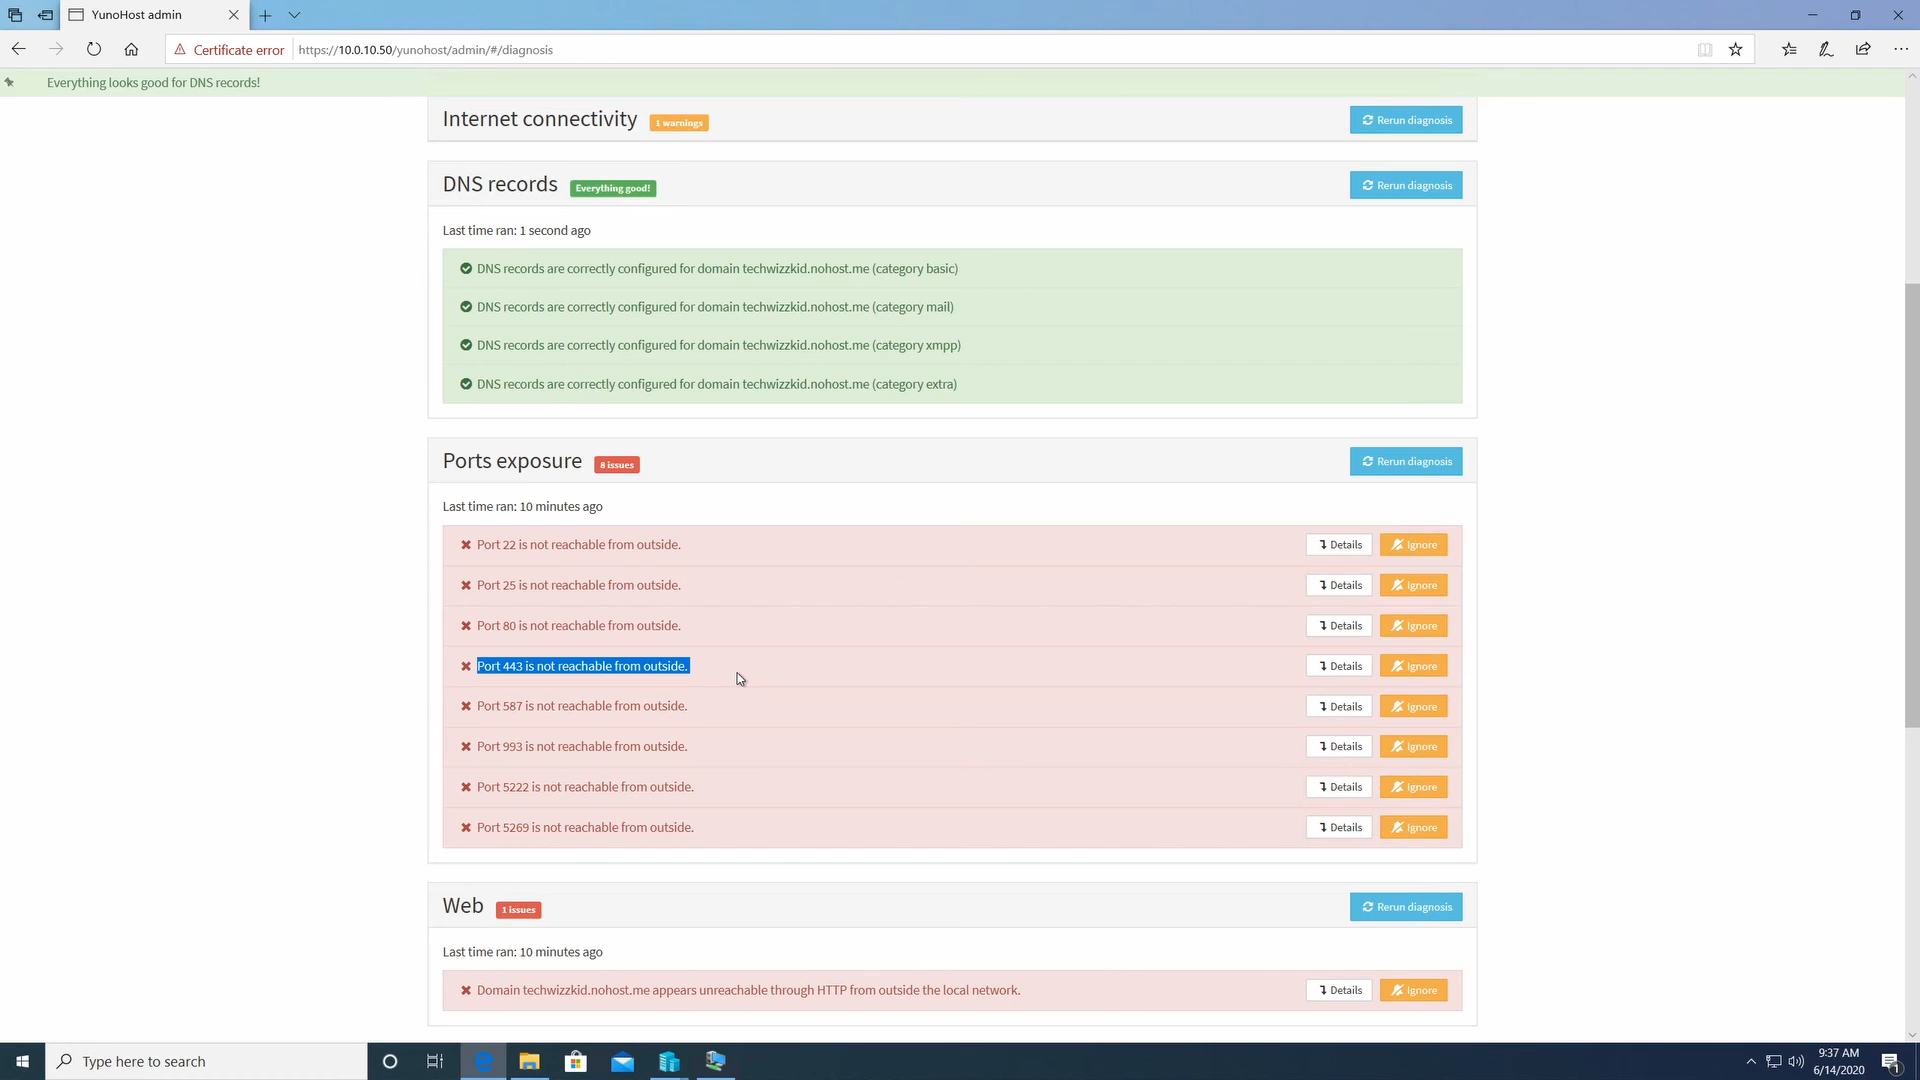 YunoHost admin
Certificate error
https://10.0.10.50/yunohost/admin/#/diagnosis
Everything looks good for DNS records!
Internet connectivity 1 warnings Rerun diagnosis
DNS records Everything good! Rerun diagnosis
Last time ran: 1 second ago
DNS records are correctly configured for domain techwizzkid.nohost.me (category basic)
DNS records are correctly configured for domain techwizzkid.nohost.me (category mail)
DNS records are correctly configured for domain techwizzkid.nohost.me (category xmpp)
DNS records are correctly configured for domain techwizzkid.nohost.me (category extra)
Ports exposure 8 issues Rerun diagnosis
Last time ran: 10 minutes ago
Port 22 is not reachable from outside. Details Ignore
Port 25 is not reachable from outside. Details Ignore
Port 80 is not reachable from outside. Details Ignore
Port 443 is not reachable from outside. Details Ignore
Port 587 is not reachable from outside. Details Ignore
Port 993 is not reachable from outside. Details Ignore
Port 5222 is not reachable from outside. Details Ignore
Port 5269 is not reachable from outside. Details Ignore
Web 1 issues Rerun diagnosis
Last time ran: 10 minutes ago
Domain techwizzkid.nohost.me appears unreachable through HTTP from outside the local network. Details Ignore
Type here to search
9:37 AM
6/14/2020
1